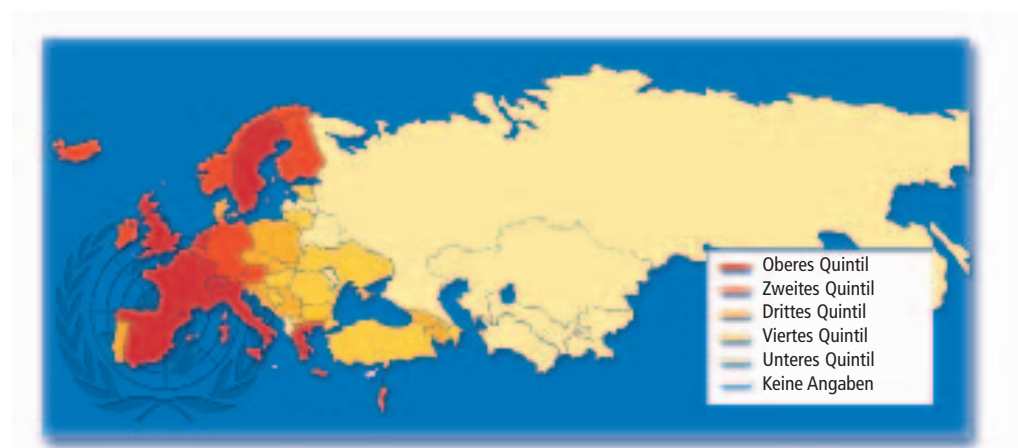 Oberes Quintil
Zweites Quintil
Drittes Quintil
Viertes Quintil
Unteres Quintil
Keine Angaben